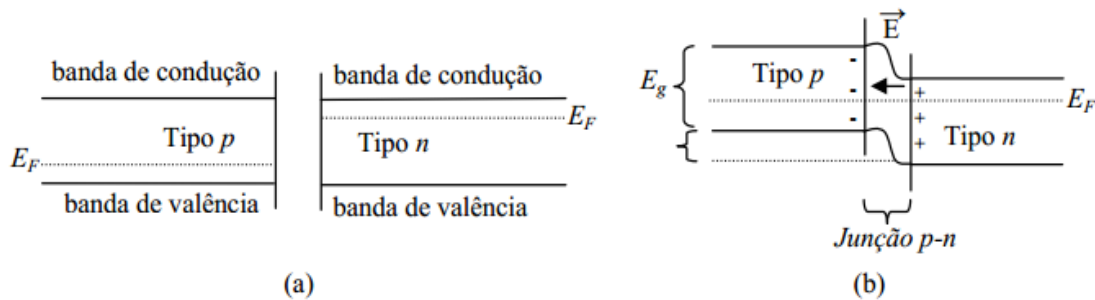 banda de condução
banda de condução
E_F
Tipo p
Tipo n
E_F
banda de valência
banda de valência
(a)
E
E_g
Tipo p
-
-
-
+
+
+
E_F
Tipo n
Junção p-n
(b)